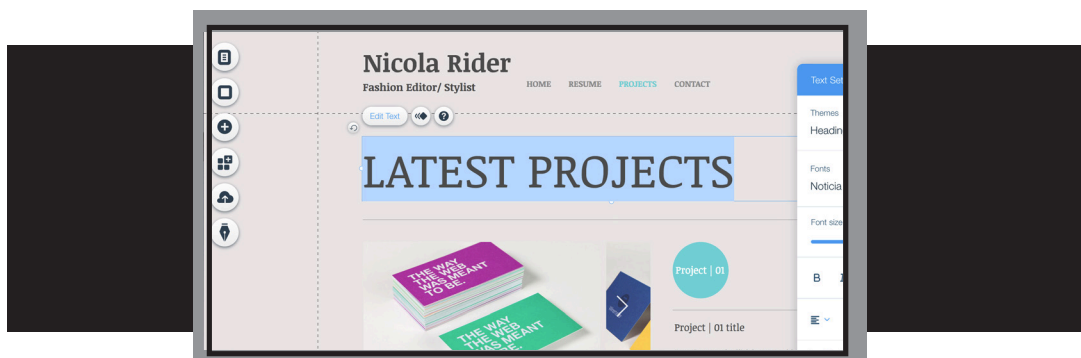 Nicola Rider
Fashion Editor/ Stylist
HOME RESUME PROJECTS CONTACT
Edit Text
?
LATEST PROJECTS
Text Set
Themes
Headin
Fonts
Noticia
Font size
B
THE WAY
THE WEB
WAS MEANT
TO BE.
THE WAY
THE WEB
WAS MEANT
Project | 01
Project | 01 title